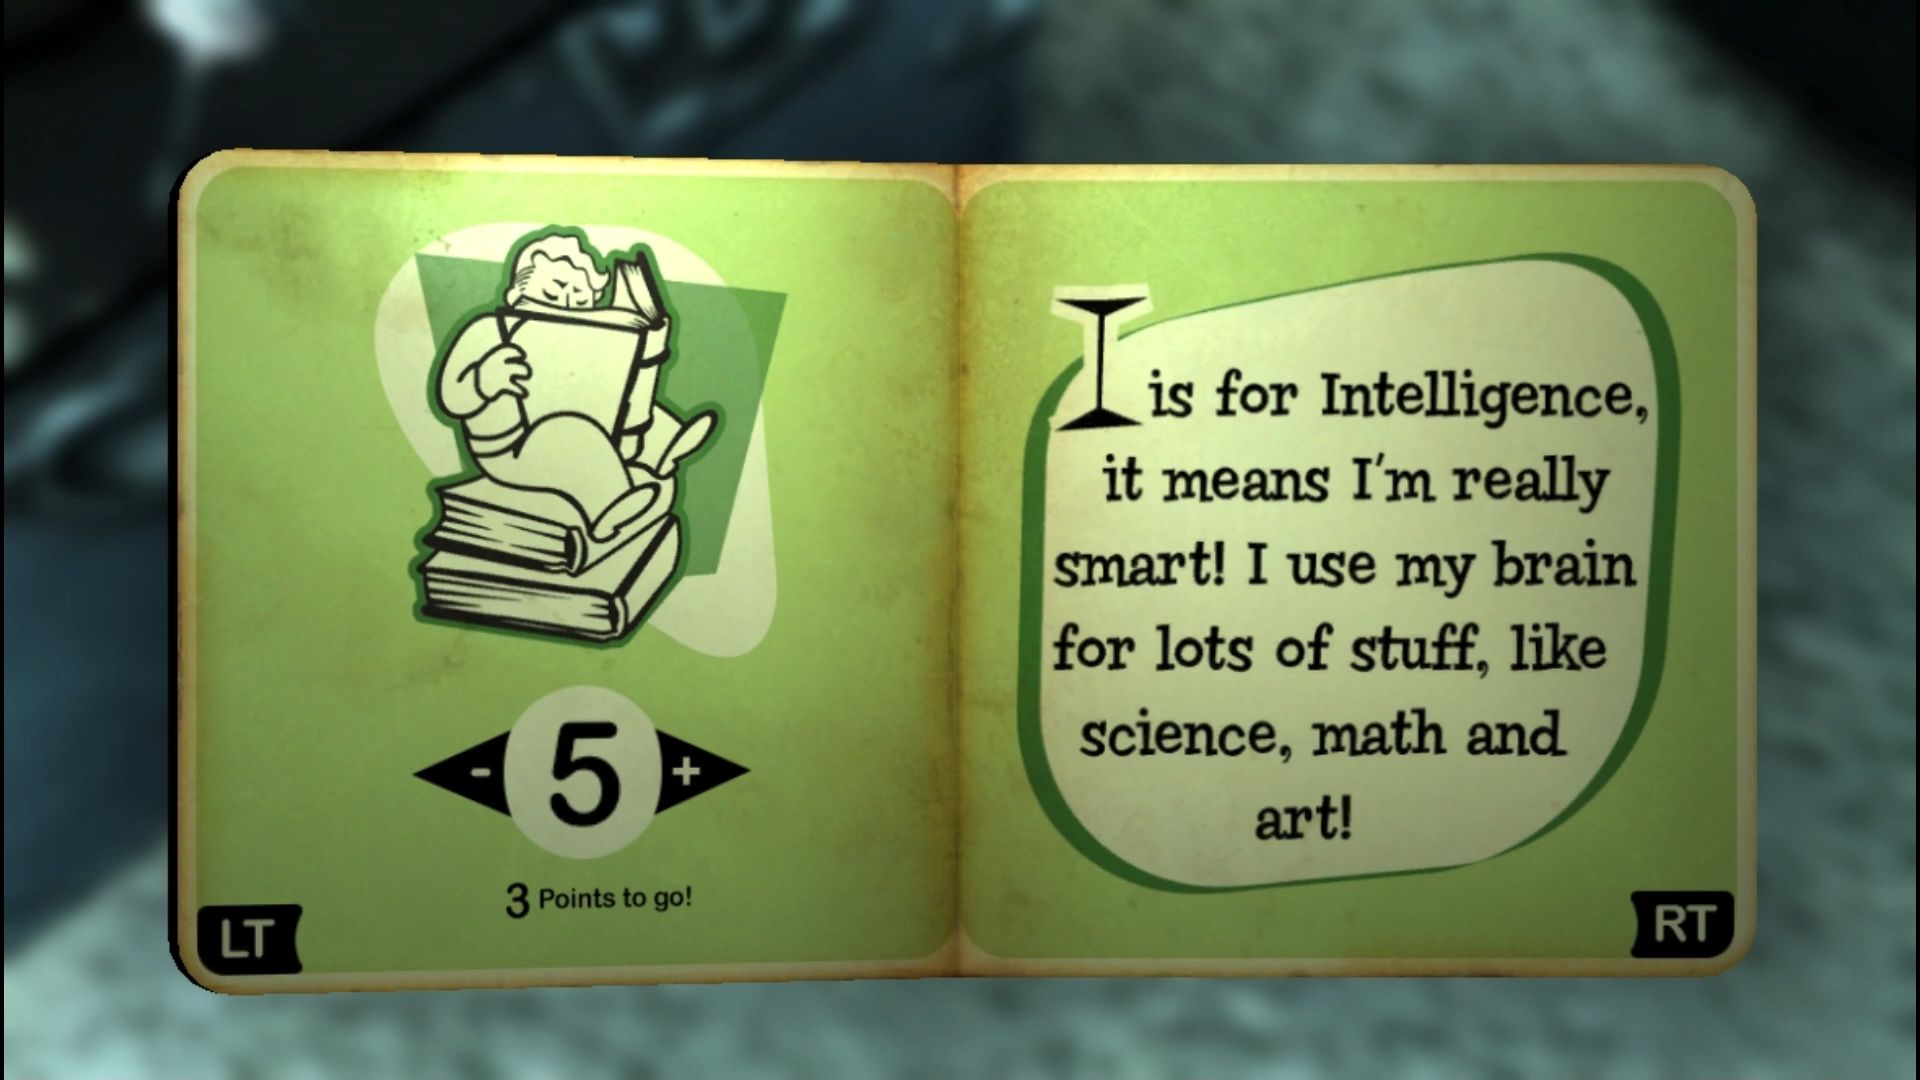 - 5 +
3 Points to go!
LT
I is for Intelligence,
it means I'm really
smart! I use my brain
for lots of stuff, like
science, math and
art!
RT